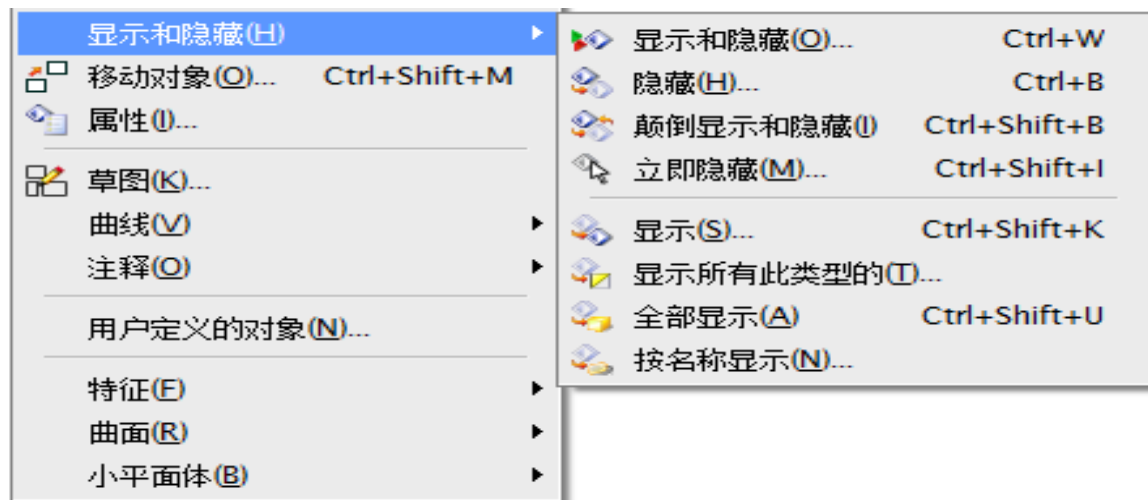 显示和隐藏(H)
移动对象(O)... Ctrl+Shift+M
属性(I)...
草图(K)...
曲线(V)
注释(O)
用户定义的对象(N)...
特征(F)
曲面(R)
小平面体(B)
显示和隐藏(O)... Ctrl+W
隐藏(H)... Ctrl+B
颠倒显示和隐藏(I) Ctrl+Shift+B
立即隐藏(M)... Ctrl+Shift+I
显示(S)... Ctrl+Shift+K
显示所有此类型的(T)...
全部显示(A) Ctrl+Shift+U
按名称显示(N)...